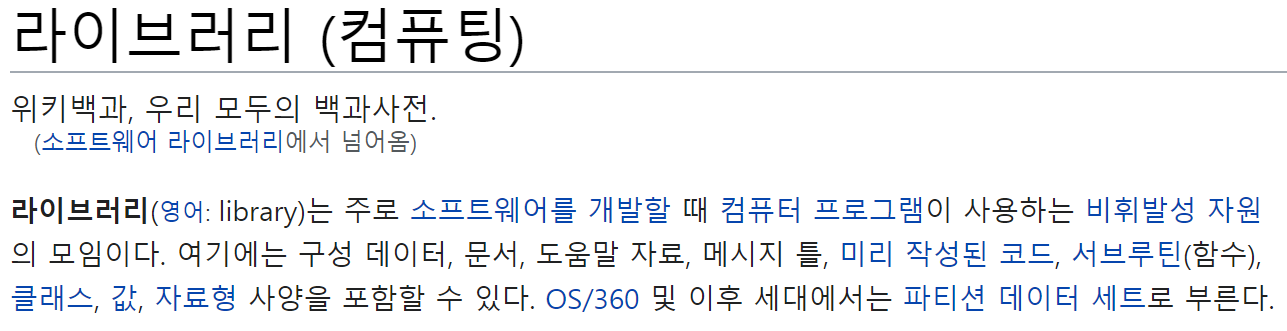 라이브러리 (컴퓨팅)
위키백과, 우리 모두의 백과사전.
(소프트웨어 라이브러리에서 넘어옴)
라이브러리(영어: library)는 주로 소프트웨어를 개발할 때 컴퓨터 프로그램이 사용하는 비휘발성 자원
의 모임이다. 여기에는 구성 데이터, 문서, 도움말 자료, 메시지 틀, 미리 작성된 코드, 서브루틴(함수),
클래스, 값, 자료형 사양을 포함할 수 있다. OS/360 및 이후 세대에서는 파티션 데이터 세트로 부른다.